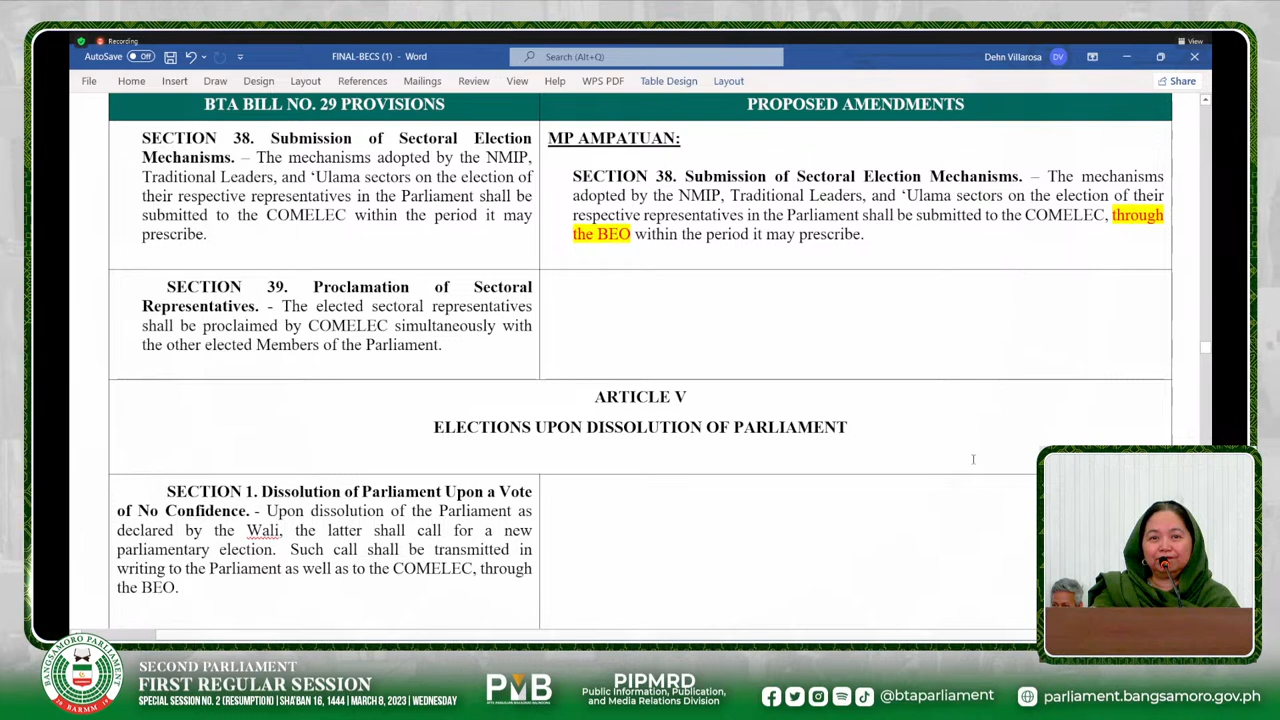 Recording
View
AutoSave Off
FINAL-BECS (1) - Word
Search (Alt+Q)
Dehn Villarosa
DV
File Home Insert Draw Design Layout References Mailings Review View Help WPS PDF Table Design Layout
Share
BTA BILL NO. 29 PROVISIONS
PROPOSED AMENDMENTS
SECTION 38. Submission of Sectoral Election
Mechanisms. – The mechanisms adopted by the NMIP,
Traditional Leaders, and ‘Ulama sectors on the election of
their respective representatives in the Parliament shall be
submitted to the COMELEC within the period it may
prescribe.
MP AMPATUAN:
SECTION 38. Submission of Sectoral Election Mechanisms. – The mechanisms
adopted by the NMIP, Traditional Leaders, and ‘Ulama sectors on the election of their
respective representatives in the Parliament shall be submitted to the COMELEC, through
the BEO within the period it may prescribe.
SECTION 39. Proclamation of Sectoral
Representatives. - The elected sectoral representatives
shall be proclaimed by COMELEC simultaneously with
the other elected Members of the Parliament.
ARTICLE V
ELECTIONS UPON DISSOLUTION OF PARLIAMENT
SECTION 1. Dissolution of Parliament Upon a Vote
of No Confidence. - Upon dissolution of the Parliament as
declared by the Wali, the latter shall call for a new
parliamentary election. Such call shall be transmitted in
writing to the Parliament as well as to the COMELEC, through
the BEO.
BANGSAMORO PARLIAMENT
BARMM
SECOND PARLIAMENT
FIRST REGULAR SESSION
SPECIAL SESSION NO. 2 (RESUMPTION) | SHA'BAN 16, 1444 | MARCH 8, 2023 | WEDNESDAY
PMB
PIPMRD
Public Information, Publication,
and Media Relations Division
@btaparliament
parliament.bangsamoro.gov.ph